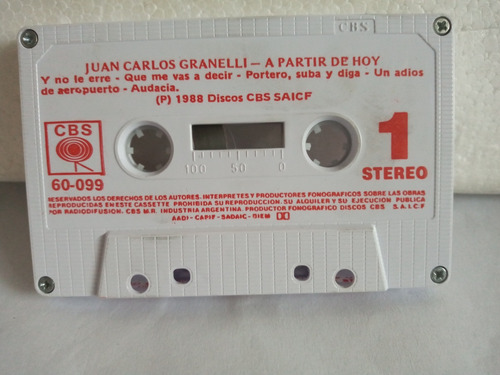 CBS
JUAN CARLOS GRANELLI — A PARTIR DE HOY
Y no le erre - Que me vas a decir - Portero, suba y diga - Un adios
de aeropuerto - Audacia.
(P) 1988 Discos CBS SAICF
CBS
60-099
100 50 0
1
STEREO
RESERVADOS LOS DERECHOS DE LOS AUTORES. INTERPRETES Y PRODUCTORES FONOGRAFICOS SOBRE LAS OBRAS
REPRODUCIDAS EN ESTE CASSETTE PROHIBIDA SU REPRODUCCION. SU ALQUILER Y SU EJECUCION PUBLICA
POR RADIODIFUSION. CBS M.R. INDUSTRIA ARGENTINA. PRODUCTOR FONOGRAFICO DISCOS CBS S.A.I.C.F
AADI - CAPIF - SADAIC - BIEM